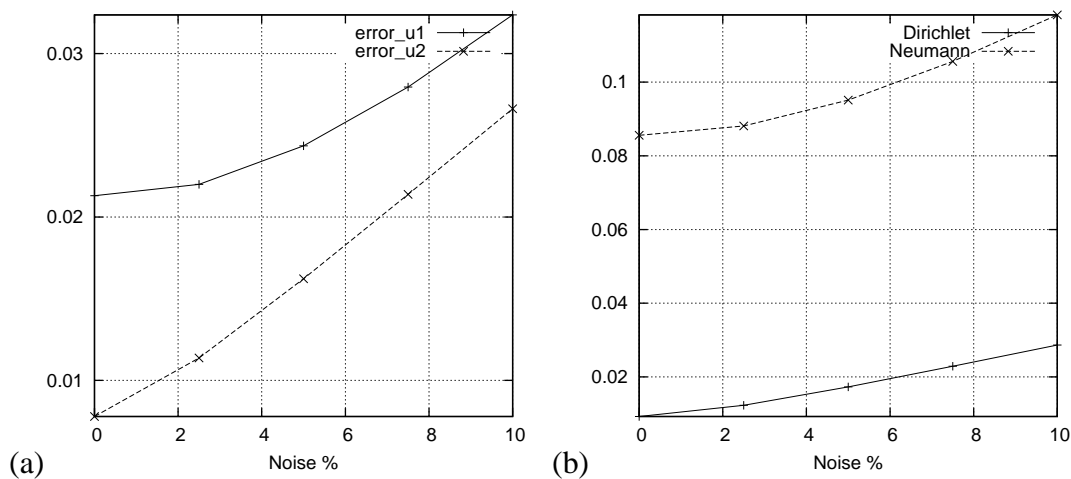 error_u1
error_u2
0.03
0.02
0.01
0 2 4 6 8 10
Noise %
(a)
Dirichlet
Neumann
0.1
0.08
0.06
0.04
0.02
0 2 4 6 8 10
Noise %
(b)